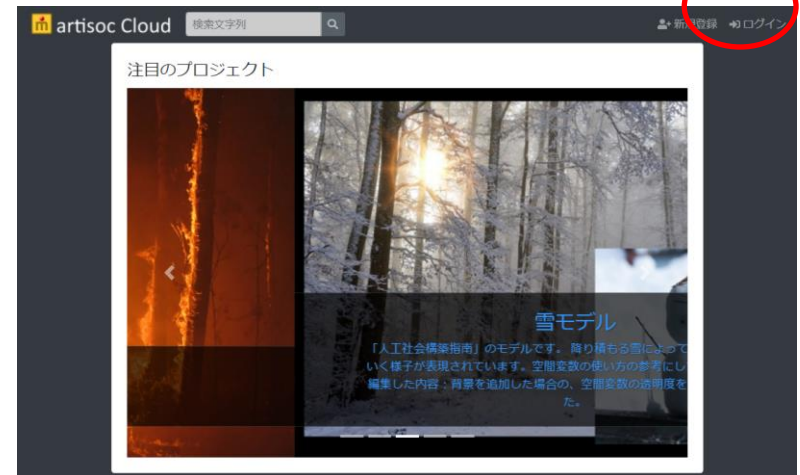 artisoc Cloud
検索文字列
新規登録
ログイン
注目のプロジェクト
雪モデル
「人工社会構築指南」のモデルです。 降り積もる雪によって
いく様子が表現されています。空間変数の使い方の参考にし
編集した内容：背景を追加した場合の、空間変数の透明度を
た。